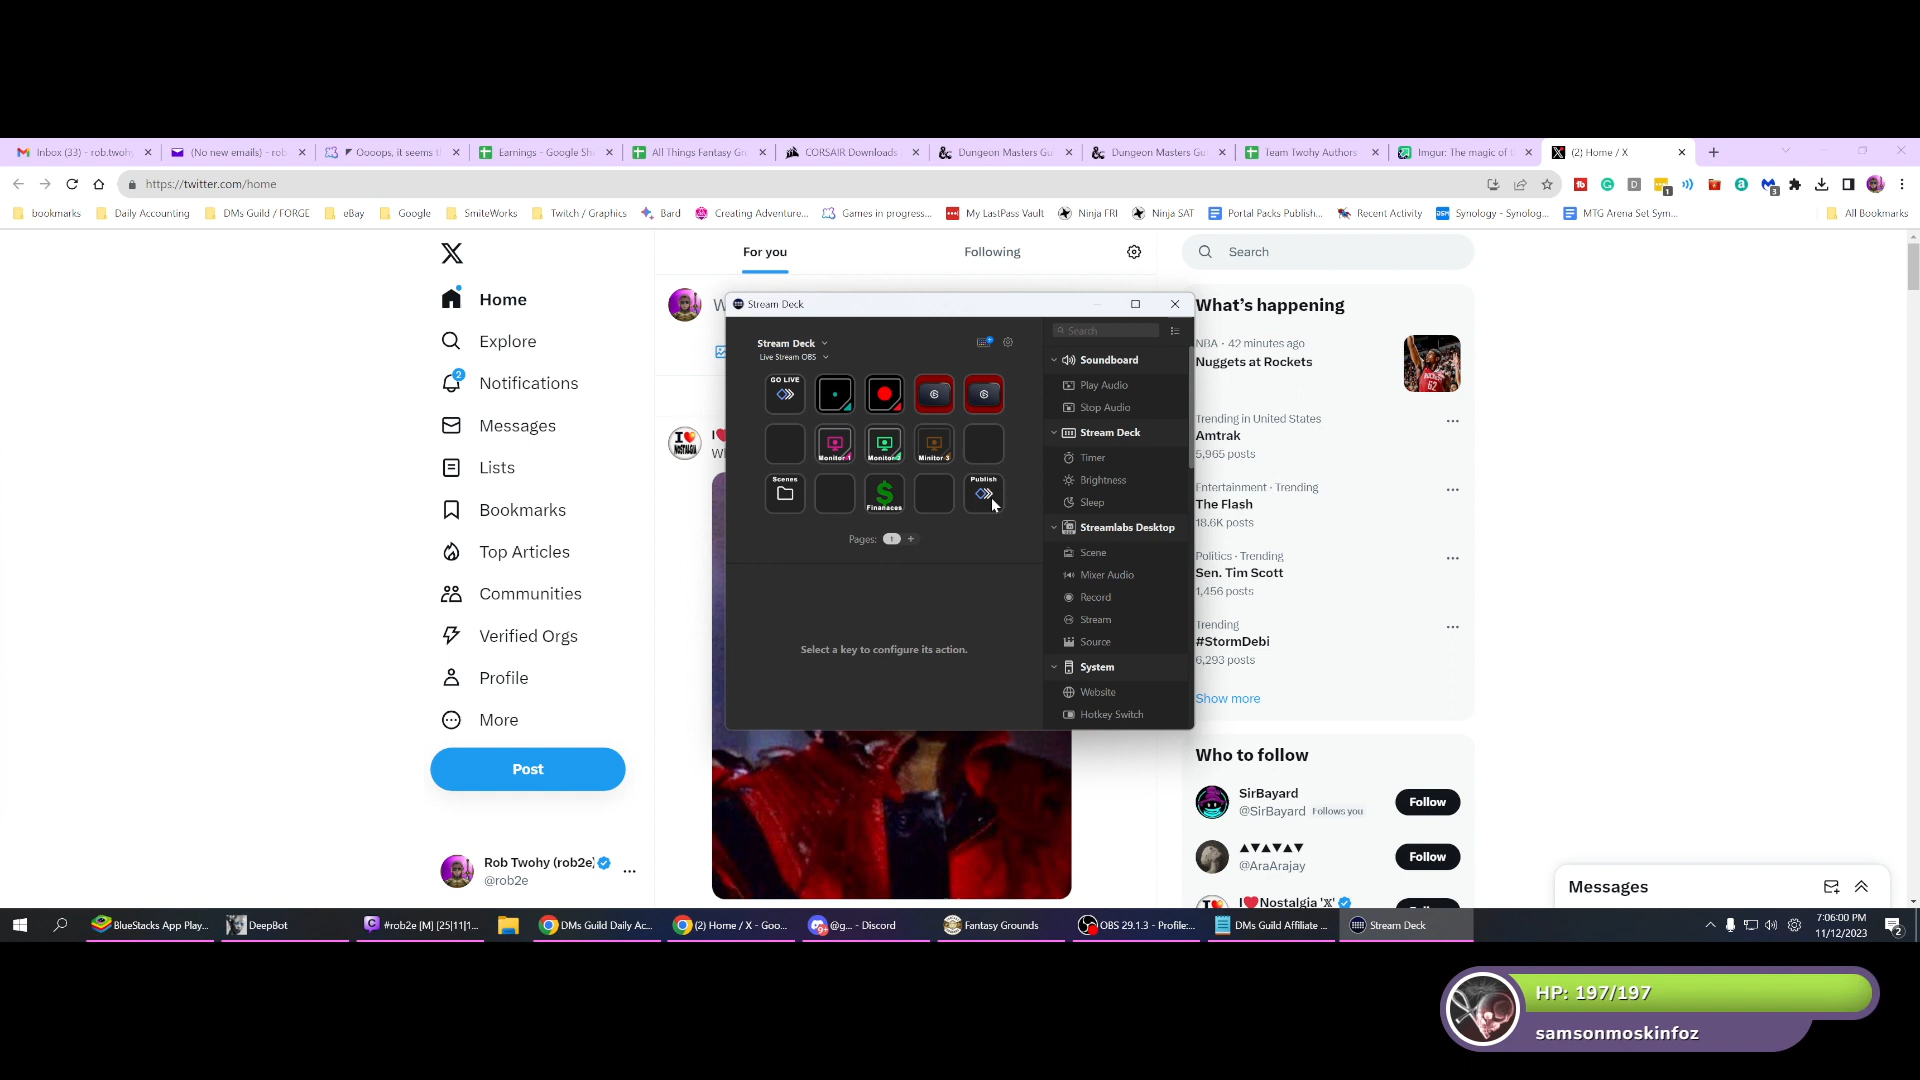 Inbox (33) - rob.twohy
(No new emails) - rob
Oooops, it seems t
Earnings - Google She
All Things Fantasy Gr
CORSAIR Downloads
Dungeon Masters Gui
Dungeon Masters Gui
Team Twohy Authors
Imgur: The magic of t
(2) Home / X
https://twitter.com/home
bookmarks
Daily Accounting
DMs Guild / FORGE
eBay
Google
SmiteWorks
Twitch / Graphics
Bard
Creating Adventure...
Games in progress...
My LastPass Vault
Ninja FRI
Ninja SAT
Portal Packs Publish...
Recent Activity
Synology - Synolog...
MTG Arena Set Sym...
All Bookmarks
Home
Explore
2
Notifications
Messages
Lists
Bookmarks
Top Articles
Communities
Verified Orgs
Profile
More
Post
Rob Twohy (rob2e)
@rob2e
For you
Following
I ❤
NOSTALGIA
Stream Deck
Stream Deck
Live Stream OBS
GO LIVE
Monitor 1
Monitor 2
Minitor 3
Scenes
Finanaces
Publish
Pages: 1 +
Select a key to configure its action.
Search
Soundboard
Play Audio
Stop Audio
Stream Deck
Timer
Brightness
Sleep
Streamlabs Desktop
Scene
Mixer Audio
Record
Stream
Source
System
Website
Hotkey Switch
Search
What's happening
NBA · 42 minutes ago
Nuggets at Rockets
Trending in United States
Amtrak
5,965 posts
Entertainment · Trending
The Flash
18.6K posts
Politics · Trending
Sen. Tim Scott
1,456 posts
Trending
#StormDebi
6,293 posts
Show more
Who to follow
SirBayard
@SirBayard Follows you
Follow
▲▼▲▼▲▼
@AraArajay
Follow
I❤Nostalgia 'X'
Messages
BlueStacks App Play...
DeepBot
#rob2e [M] [25|11|1...
DMs Guild Daily Ac...
(2) Home / X - Goo...
@g... - Discord
Fantasy Grounds
OBS 29.1.3 - Profile:...
DMs Guild Affiliate ...
Stream Deck
7:06:00 PM
11/12/2023
2
HP: 197/197
samsonmoskinfoz